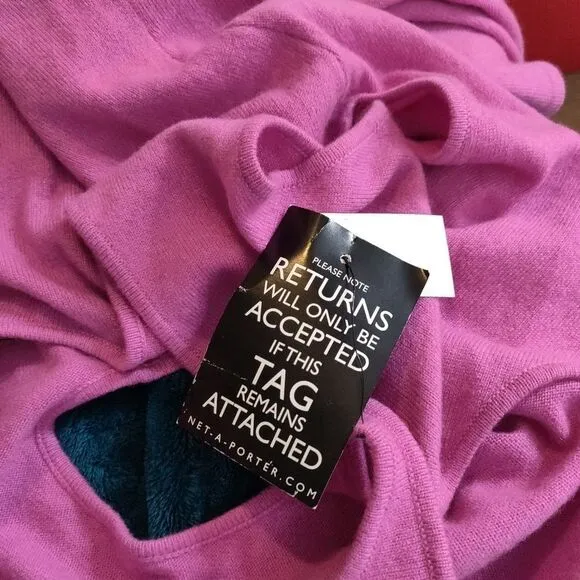 PLEASE NOTE
RETURNS
WILL ONLY BE
ACCEPTED
IF THIS
TAG
REMAINS
ATTACHED
NET-A-PORTER.COM